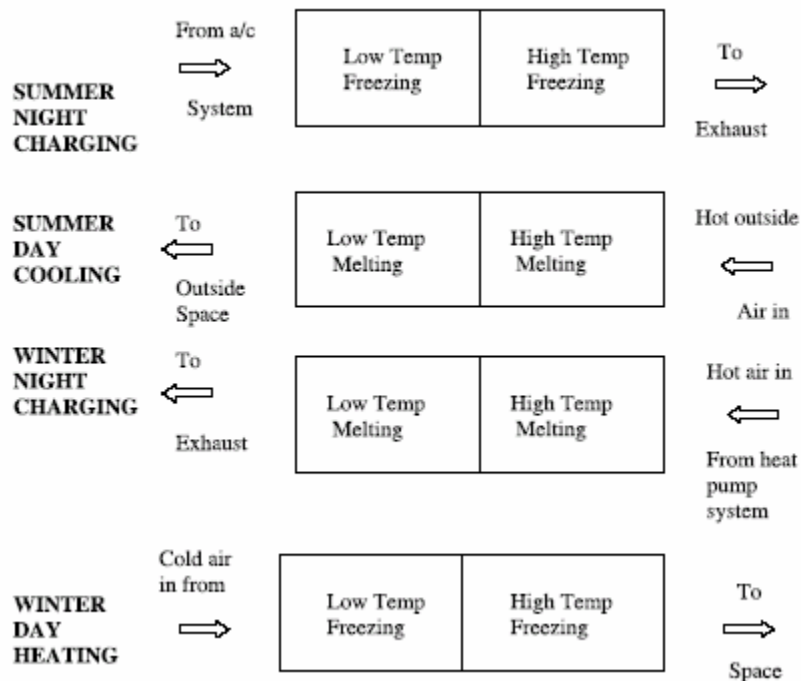 SUMMER
NIGHT
CHARGING
From a/c
System
Low Temp
Freezing
High Temp
Freezing
To
Exhaust
SUMMER
DAY
COOLING
To
Outside
Space
Low Temp
Melting
High Temp
Melting
Hot outside
Air in
WINTER
NIGHT
CHARGING
To
Exhaust
Low Temp
Melting
High Temp
Melting
Hot air in
From heat
pump
system
WINTER
DAY
HEATING
Cold air
in from
Low Temp
Freezing
High Temp
Freezing
To
Space